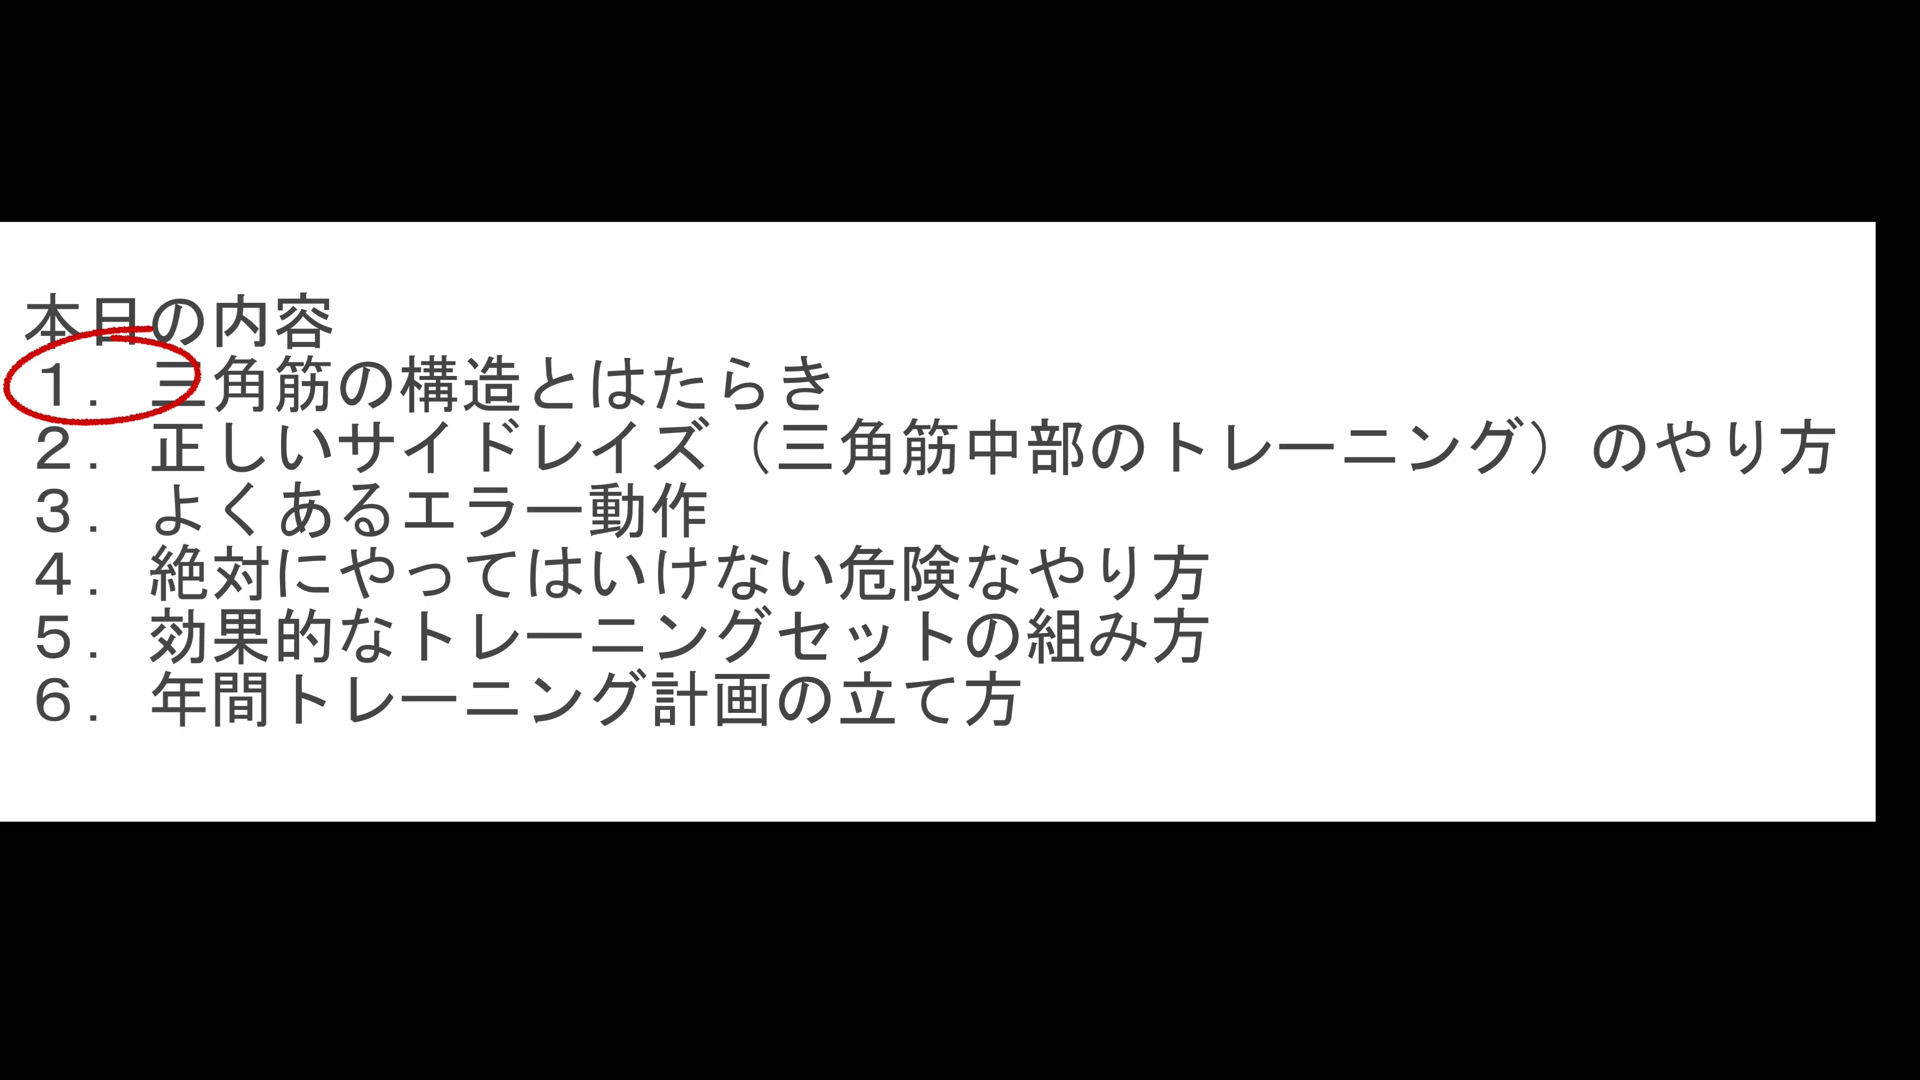 本日の内容
１．三角筋の構造とはたらき
２．正しいサイドレイズ（三角筋中部のトレーニング）のやり方
３．よくあるエラー動作
４．絶対にやってはいけない危険なやり方
５．効果的なトレーニングセットの組み方
６．年間トレーニング計画の立て方